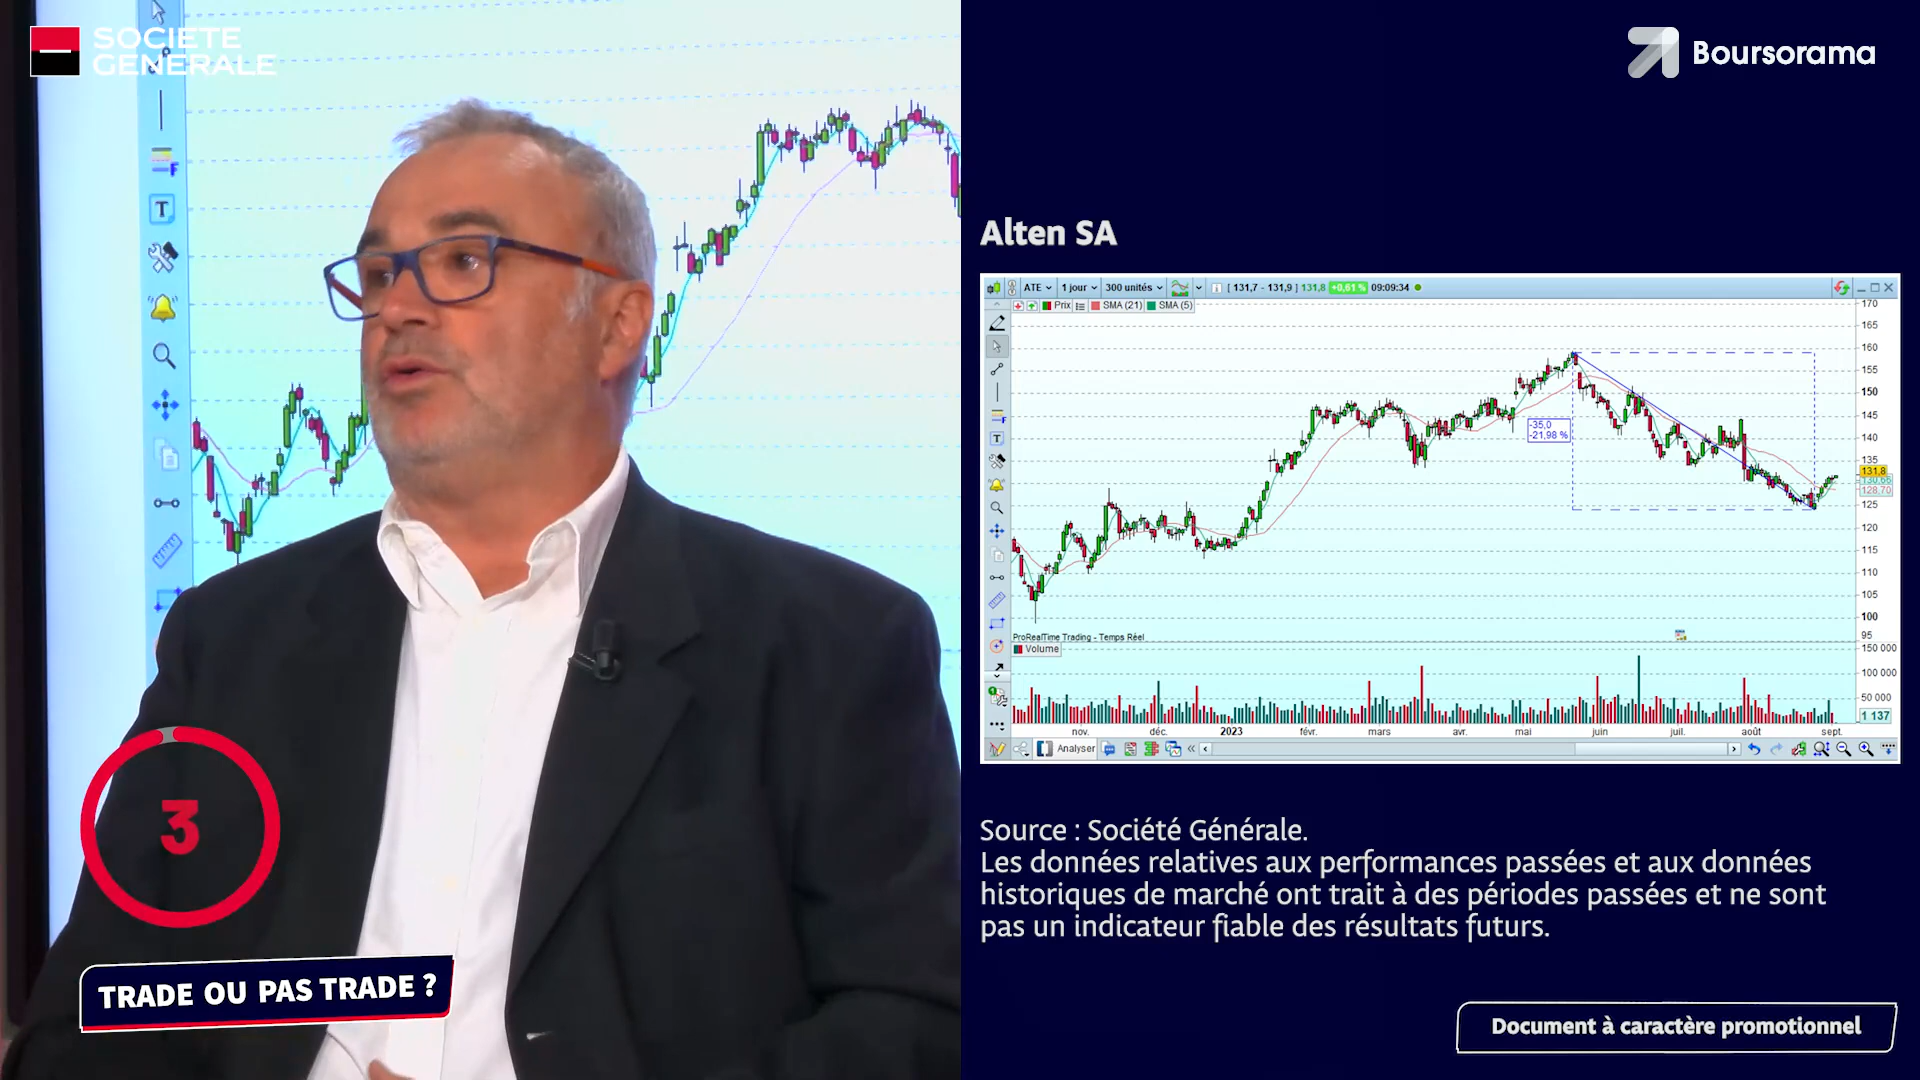 SOCIETE
GENERALE
Boursorama
T
F
Alten SA
ATE 1 jour 300 unités [ 131,7 - 131,9 ] 131,8 +0,61 % 09:09:34
Prix SMA (21) SMA (5)
170
165
160
155
150
145
140
135
131,8
128,70
125
120
115
110
105
100
95
-35,0
-21,98 %
ProRealTime Trading - Temps Réel
Volume
150 000
100 000
50 000
1 137
nov. déc. 2023 févr. mars avr. mai juin juil. août sept.
Analyser
3
TRADE OU PAS TRADE ?
Source : Société Générale.
Les données relatives aux performances passées et aux données
historiques de marché ont trait à des périodes passées et ne sont
pas un indicateur fiable des résultats futurs.
Document à caractère promotionnel